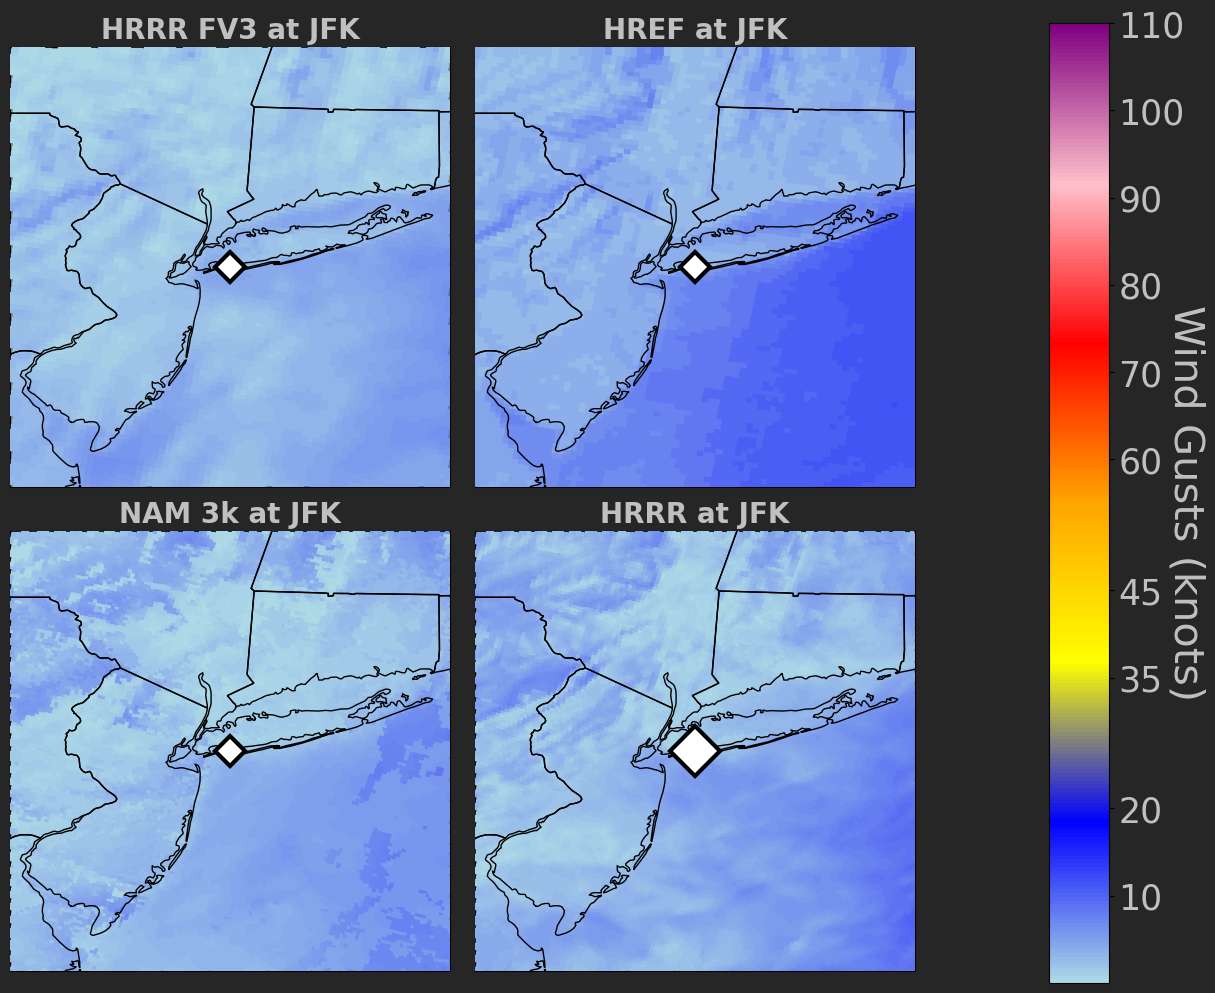 HRRR FV3 at JFK
HREF at JFK
NAM 3k at JFK
HRRR at JFK
110
100
90
80
70
60
45
35
20
10
Wind Gusts (knots)